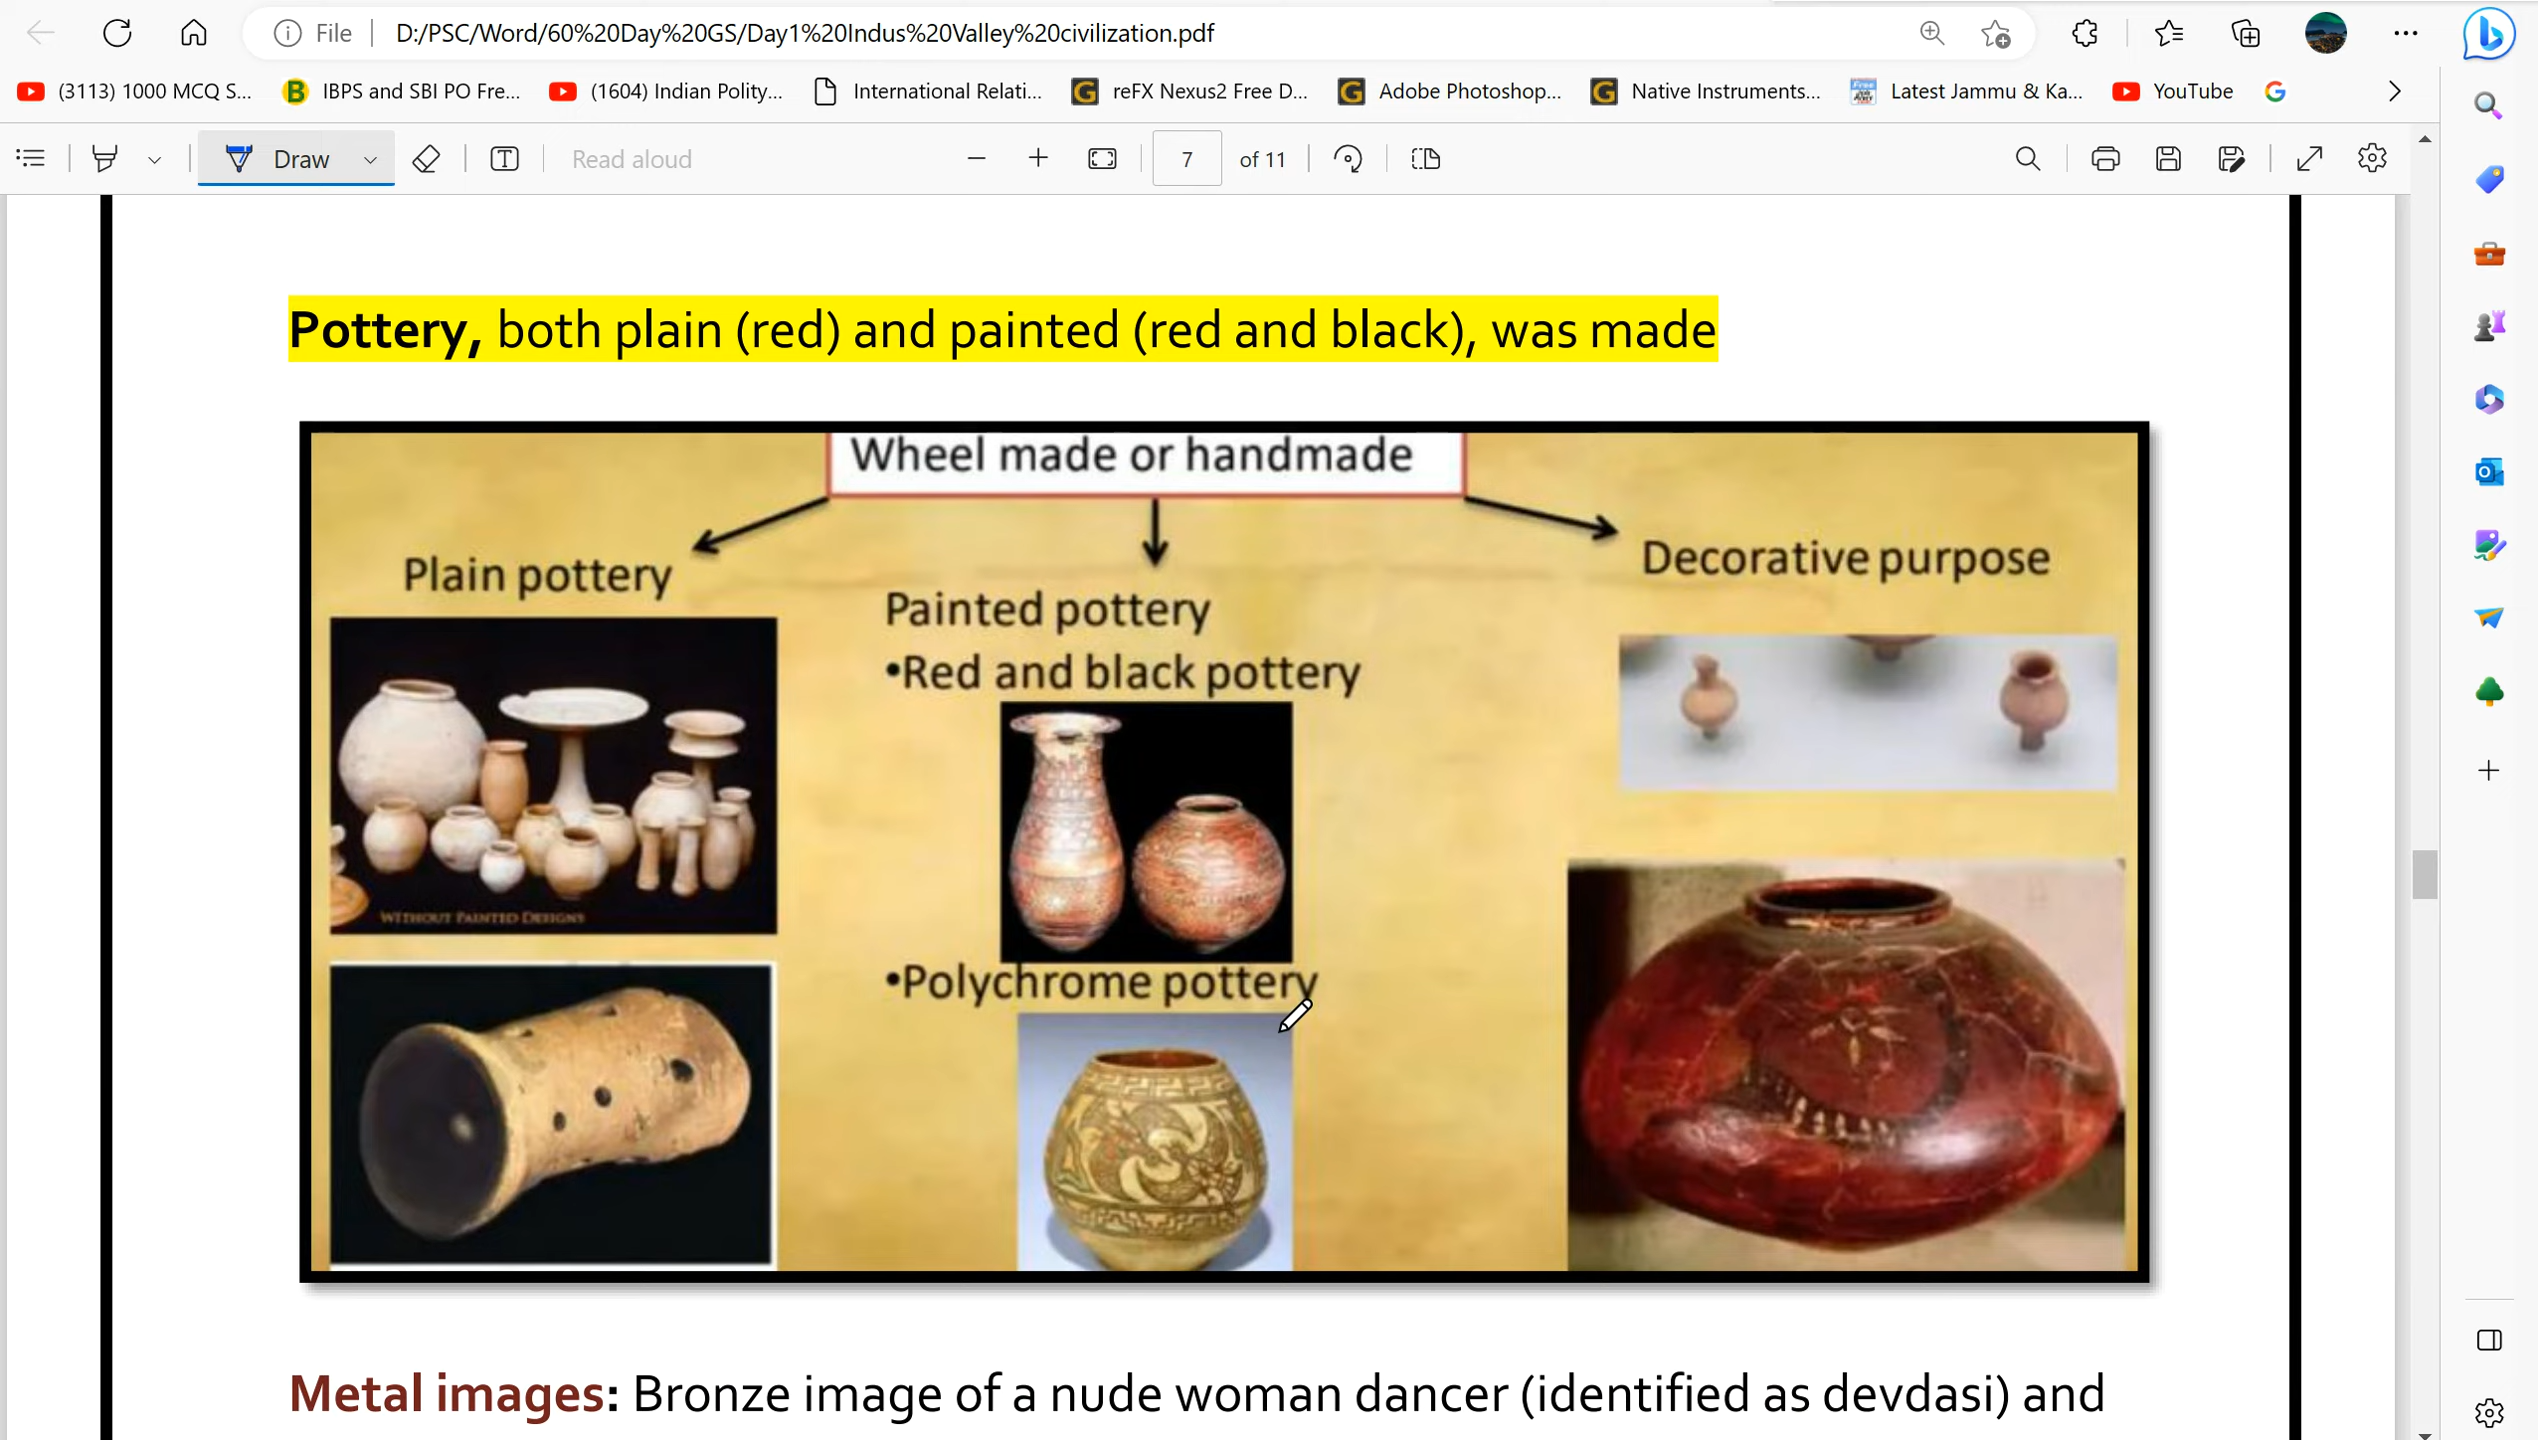 File
D:/PSC/Word/60%20Day%20GS/Day1%20Indus%20Valley%20civilization.pdf
(3113) 1000 MCQ S...
IBPS and SBI PO Fre...
(1604) Indian Polity...
International Relati...
reFX Nexus2 Free D...
Adobe Photoshop...
Native Instruments...
Latest Jammu & Ka...
YouTube
Draw
Read aloud
7 of 11
Pottery, both plain (red) and painted (red and black), was made
Wheel made or handmade
Plain pottery
WITHOUT PAINTED DESIGNS
Painted pottery
•Red and black pottery
•Polychrome pottery
Decorative purpose
Metal images: Bronze image of a nude woman dancer (identified as devdasi) and